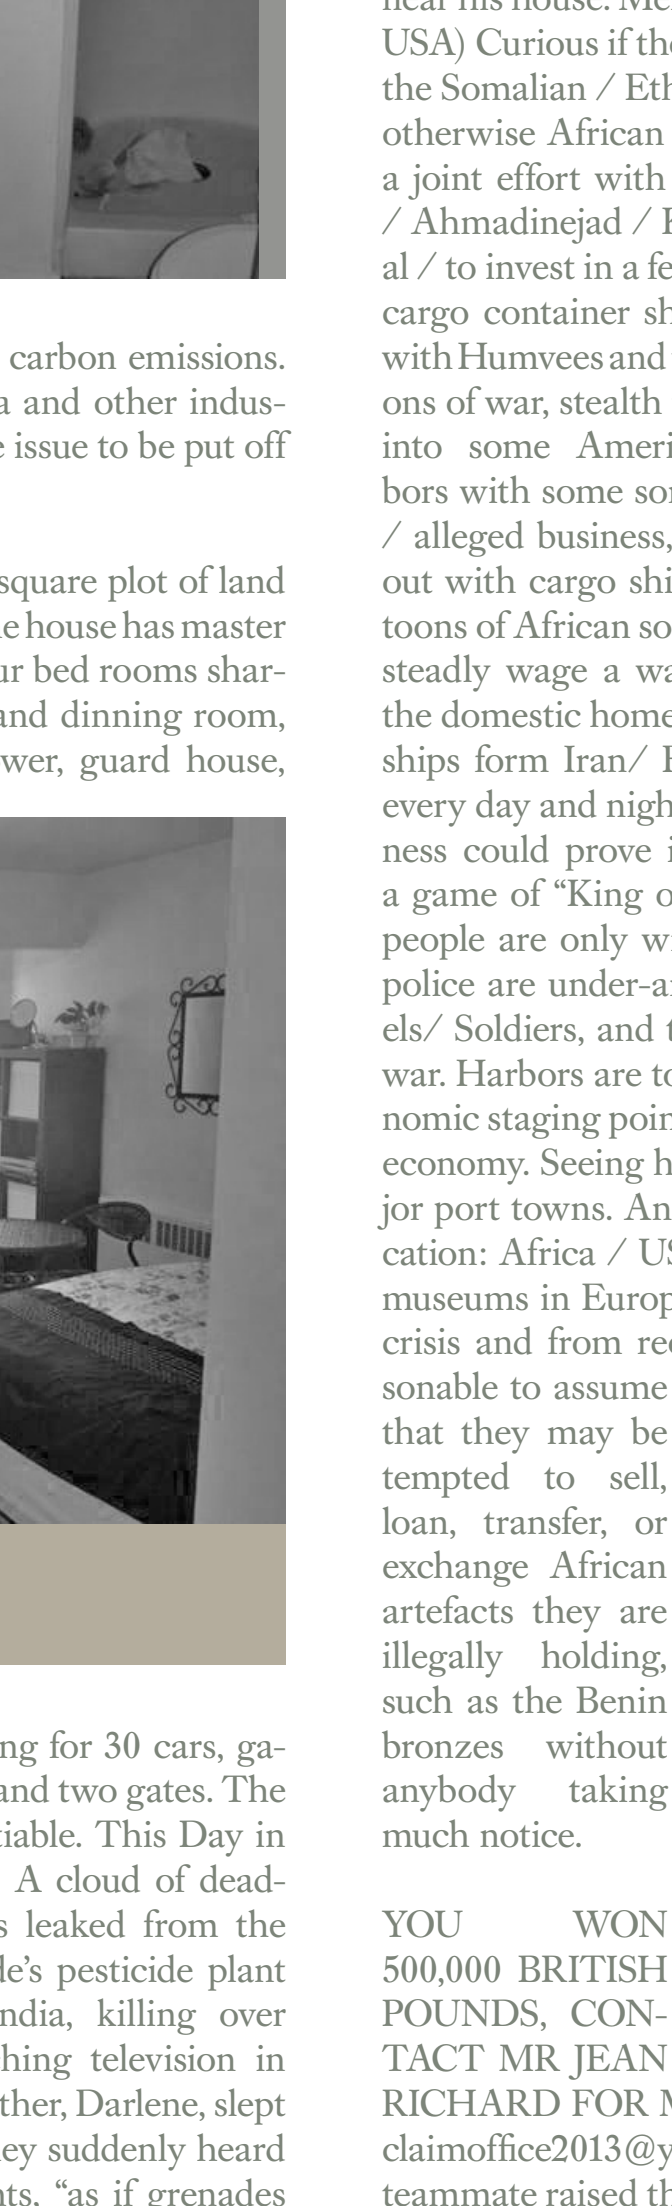 carbon emissions.
a and other indus-
e issue to be put off
square plot of land
e house has master
ur bed rooms shar-
and dinning room,
wer, guard house,
ng for 30 cars, ga-
and two gates. The
tiable. This Day in
A cloud of dead-
s leaked from the
de's pesticide plant
ndia, killing over
hing television in
ther, Darlene, slept
ey suddenly heard
nts, “as if grenades
near his house. Me
USA) Curious if the
the Somalian / Eth
otherwise African
a joint effort with
/ Ahmadinejad /
al / to invest in a fe
cargo container sh
with Humvees and
ons of war, stealth
into some Ameri
bors with some so
/ alleged business,
out with cargo shi
toons of African so
steadly wage a wa
the domestic home
ships form Iran/
every day and nigh
ness could prove i
a game of “King o
people are only w
police are under-a
els/ Soldiers, and t
war. Harbors are to
nomic staging poin
economy. Seeing h
jor port towns. An
cation: Africa / US
museums in Europ
crisis and from rec
sonable to assume
that they may be
tempted to sell,
loan, transfer, or
exchange African
artefacts they are
illegally holding,
such as the Benin
bronzes without
anybody taking
much notice.
YOU WON
500,000 BRITISH
POUNDS, CON-
TACT MR JEAN
RICHARD FOR M
claimoffice2013@y
teammate raised th